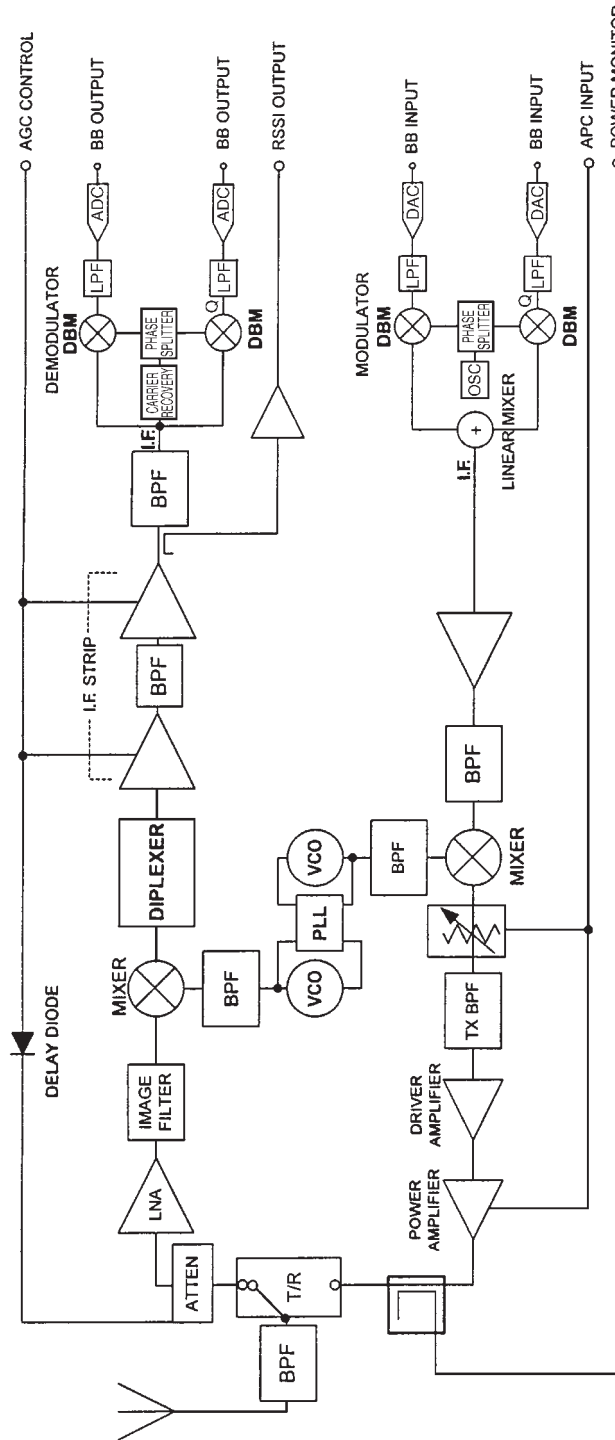 AGC CONTROL
BB OUTPUT
BB OUTPUT
RSSI OUTPUT
ADC
ADC
LPF
LPF
Q
DEMODULATOR
DBM
DBM
PHASE
SPLITTER
CARRIER
RECOVERY
I.F.
BPF
I.F. STRIP
BPF
DIPLEXER
MIXER
BPF
DELAY DIODE
IMAGE
FILTER
LNA
ATTEN
T/R
BPF
VCO
PLL
VCO
BPF
BB INPUT
BB INPUT
APC INPUT
POWER MONITOR
DAC
DAC
LPF
LPF
Q
MODULATOR
DBM
DBM
PHASE
SPLITTER
OSC
LINEAR MIXER
+
I.F.
BPF
MIXER
TX BPF
DRIVER
AMPLIFIER
POWER
AMPLIFIER